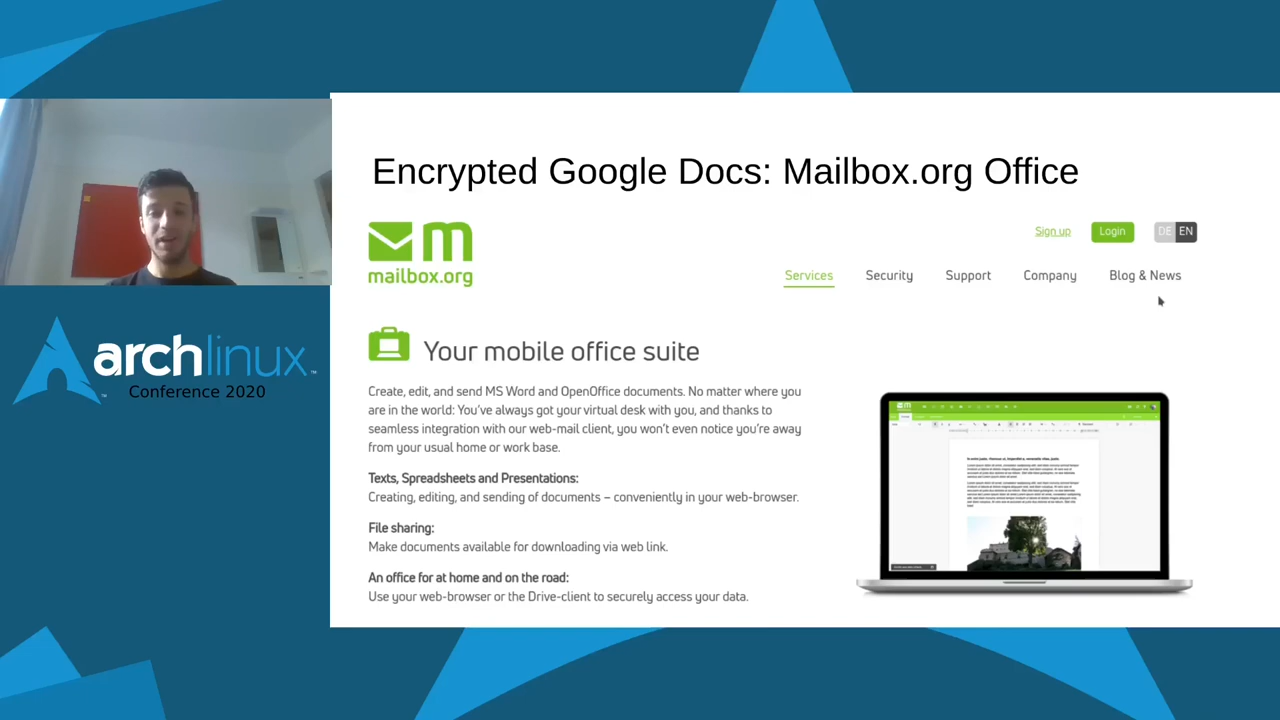 Encrypted Google Docs: Mailbox.org Office
mailbox.org
Sign up
Login
DE EN
Services
Security
Support
Company
Blog & News
Your mobile office suite
Create, edit, and send MS Word and OpenOffice documents. No matter where you
are in the world: You've always got your virtual desk with you, and thanks to
seamless integration with our web-mail client, you won't even notice you're away
from your usual home or work base.
Texts, Spreadsheets and Presentations:
Creating, editing, and sending of documents – conveniently in your web-browser.
File sharing:
Make documents available for downloading via web link.
An office for at home and on the road:
Use your web-browser or the Drive-client to securely access your data.
archlinux™
Conference 2020